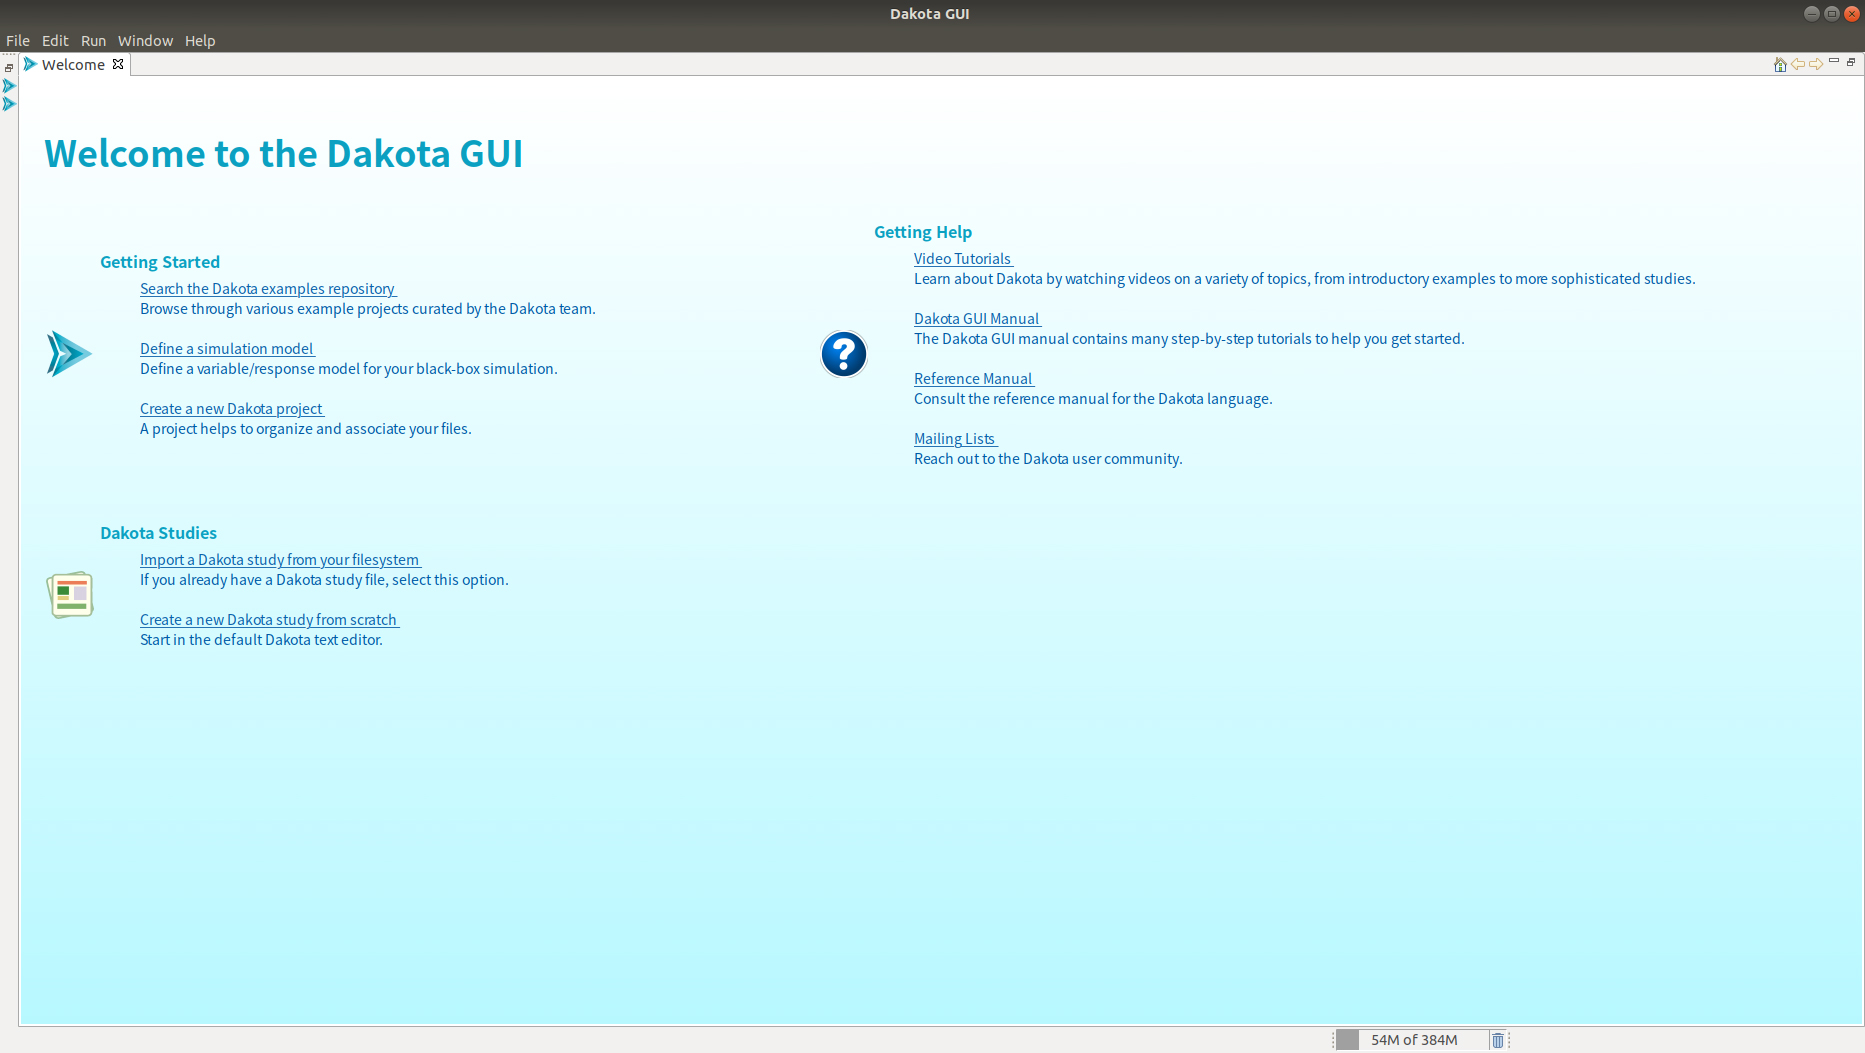 Dakota GUI
File Edit Run Window Help
Welcome
Welcome to the Dakota GUI
Getting Started
Search the Dakota examples repository
Browse through various example projects curated by the Dakota team.
Define a simulation model
Define a variable/response model for your black-box simulation.
Create a new Dakota project
A project helps to organize and associate your files.
Getting Help
Video Tutorials
Learn about Dakota by watching videos on a variety of topics, from introductory examples to more sophisticated studies.
Dakota GUI Manual
The Dakota GUI manual contains many step-by-step tutorials to help you get started.
Reference Manual
Consult the reference manual for the Dakota language.
Mailing Lists
Reach out to the Dakota user community.
Dakota Studies
Import a Dakota study from your filesystem
If you already have a Dakota study file, select this option.
Create a new Dakota study from scratch
Start in the default Dakota text editor.
54M of 384M